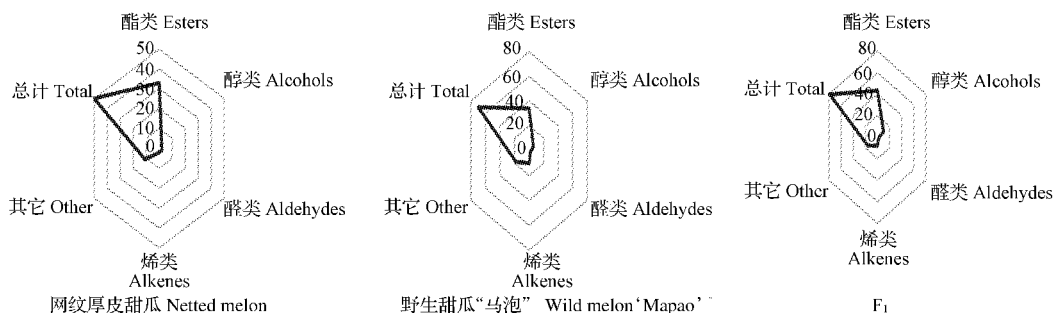 酯类 Esters
50
40
30
20
10
0
醇类 Alcohols
总计 Total
其它 Other
醛类 Aldehydes
烯类
Alkenes
网纹厚皮甜瓜 Netted melon
酯类 Esters
80
60
40
20
0
醇类 Alcohols
总计 Total
其它 Other
醛类 Aldehydes
烯类
Alkenes
野生甜瓜“马泡” Wild melon‘Mapao’
酯类 Esters
80
60
40
20
0
醇类 Alcohols
总计 Total
其它 Other
醛类 Aldehydes
烯类
Alkenes
F₁